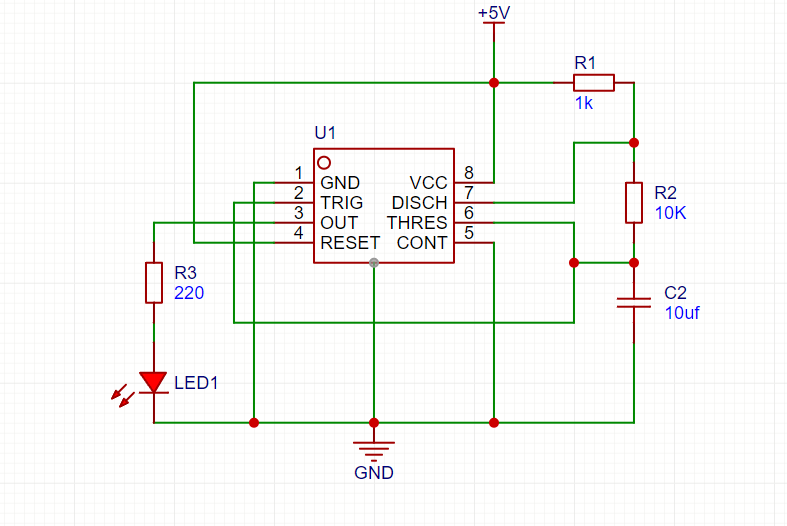 +5V
R1
1k
U1
1 GND VCC 8
2 TRIG DISCH 7
3 OUT THRES 6
4 RESET CONT 5
R2
10K
R3
220
C2
10uf
LED1
GND